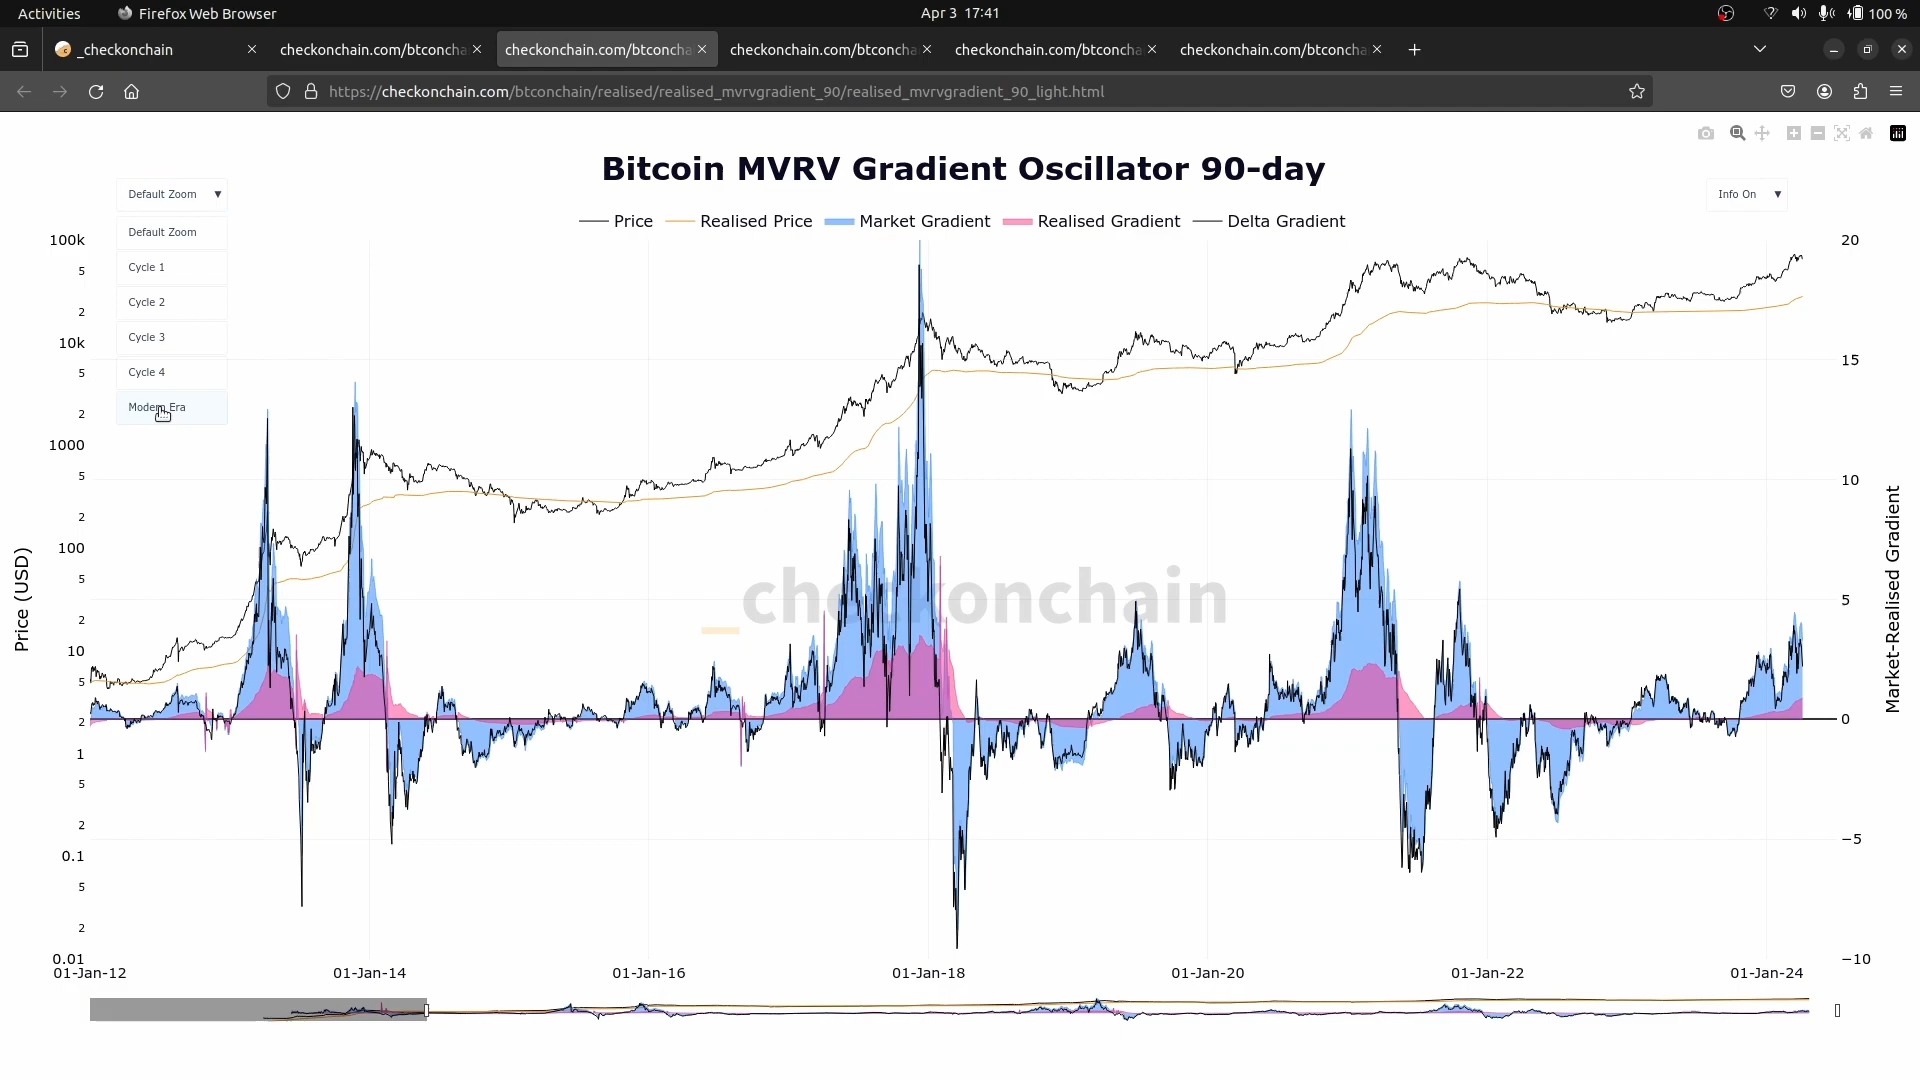 Activities Firefox Web Browser Apr 3 17:41 100 %
_checkonchain checkonchain.com/btconcha checkonchain.com/btconcha checkonchain.com/btconcha checkonchain.com/btconcha checkonchain.com/btconcha
https://checkonchain.com/btconchain/realised/realised_mvrvgradient_90/realised_mvrvgradient_90_light.html
Bitcoin MVRV Gradient Oscillator 90-day
Default Zoom ▼ Info On ▼
Price Realised Price Market Gradient Realised Gradient Delta Gradient
Default Zoom
Cycle 1
Cycle 2
Cycle 3
Cycle 4
Modern Era
Price (USD)
100k
5
2
10k
5
2
1000
5
2
100
5
2
10
5
2
1
5
2
0.1
5
2
0.01
_checkonchain
20
15
10
5
0
−5
−10
Market-Realised Gradient
01-Jan-12 01-Jan-14 01-Jan-16 01-Jan-18 01-Jan-20 01-Jan-22 01-Jan-24